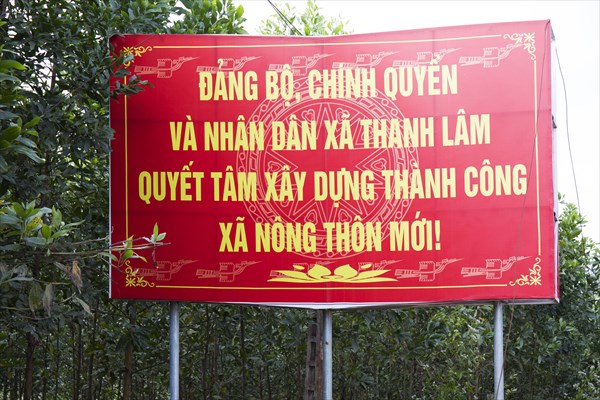 ĐẢNG BỘ, CHÍNH QUYỀN
VÀ NHÂN DÂN XÃ THANH LÂM
QUYẾT TÂM XÂY DỰNG THÀNH CÔNG
XÃ NÔNG THÔN MỚI!